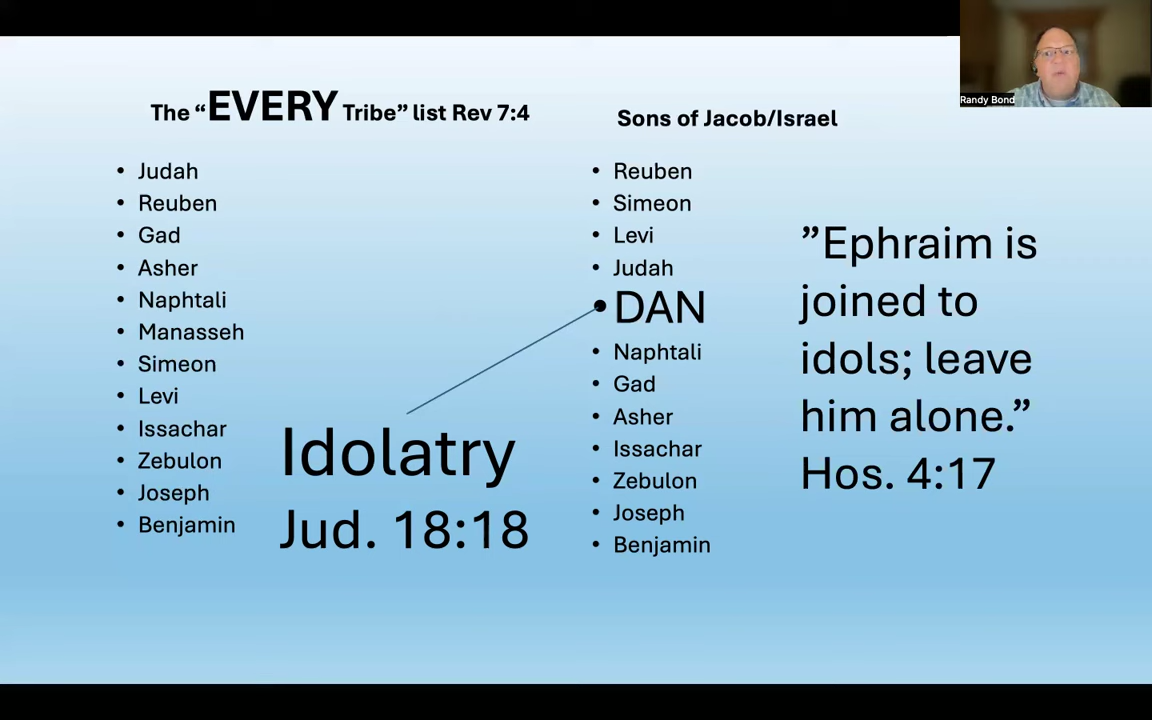 Randy Bond
The “EVERY Tribe” list Rev 7:4
• Judah
• Reuben
• Gad
• Asher
• Naphtali
• Manasseh
• Simeon
• Levi
• Issachar
• Zebulon
• Joseph
• Benjamin
Idolatry
Jud. 18:18
Sons of Jacob/Israel
• Reuben
• Simeon
• Levi
• Judah
• DAN
• Naphtali
• Gad
• Asher
• Issachar
• Zebulon
• Joseph
• Benjamin
”Ephraim is
joined to
idols; leave
him alone.”
Hos. 4:17